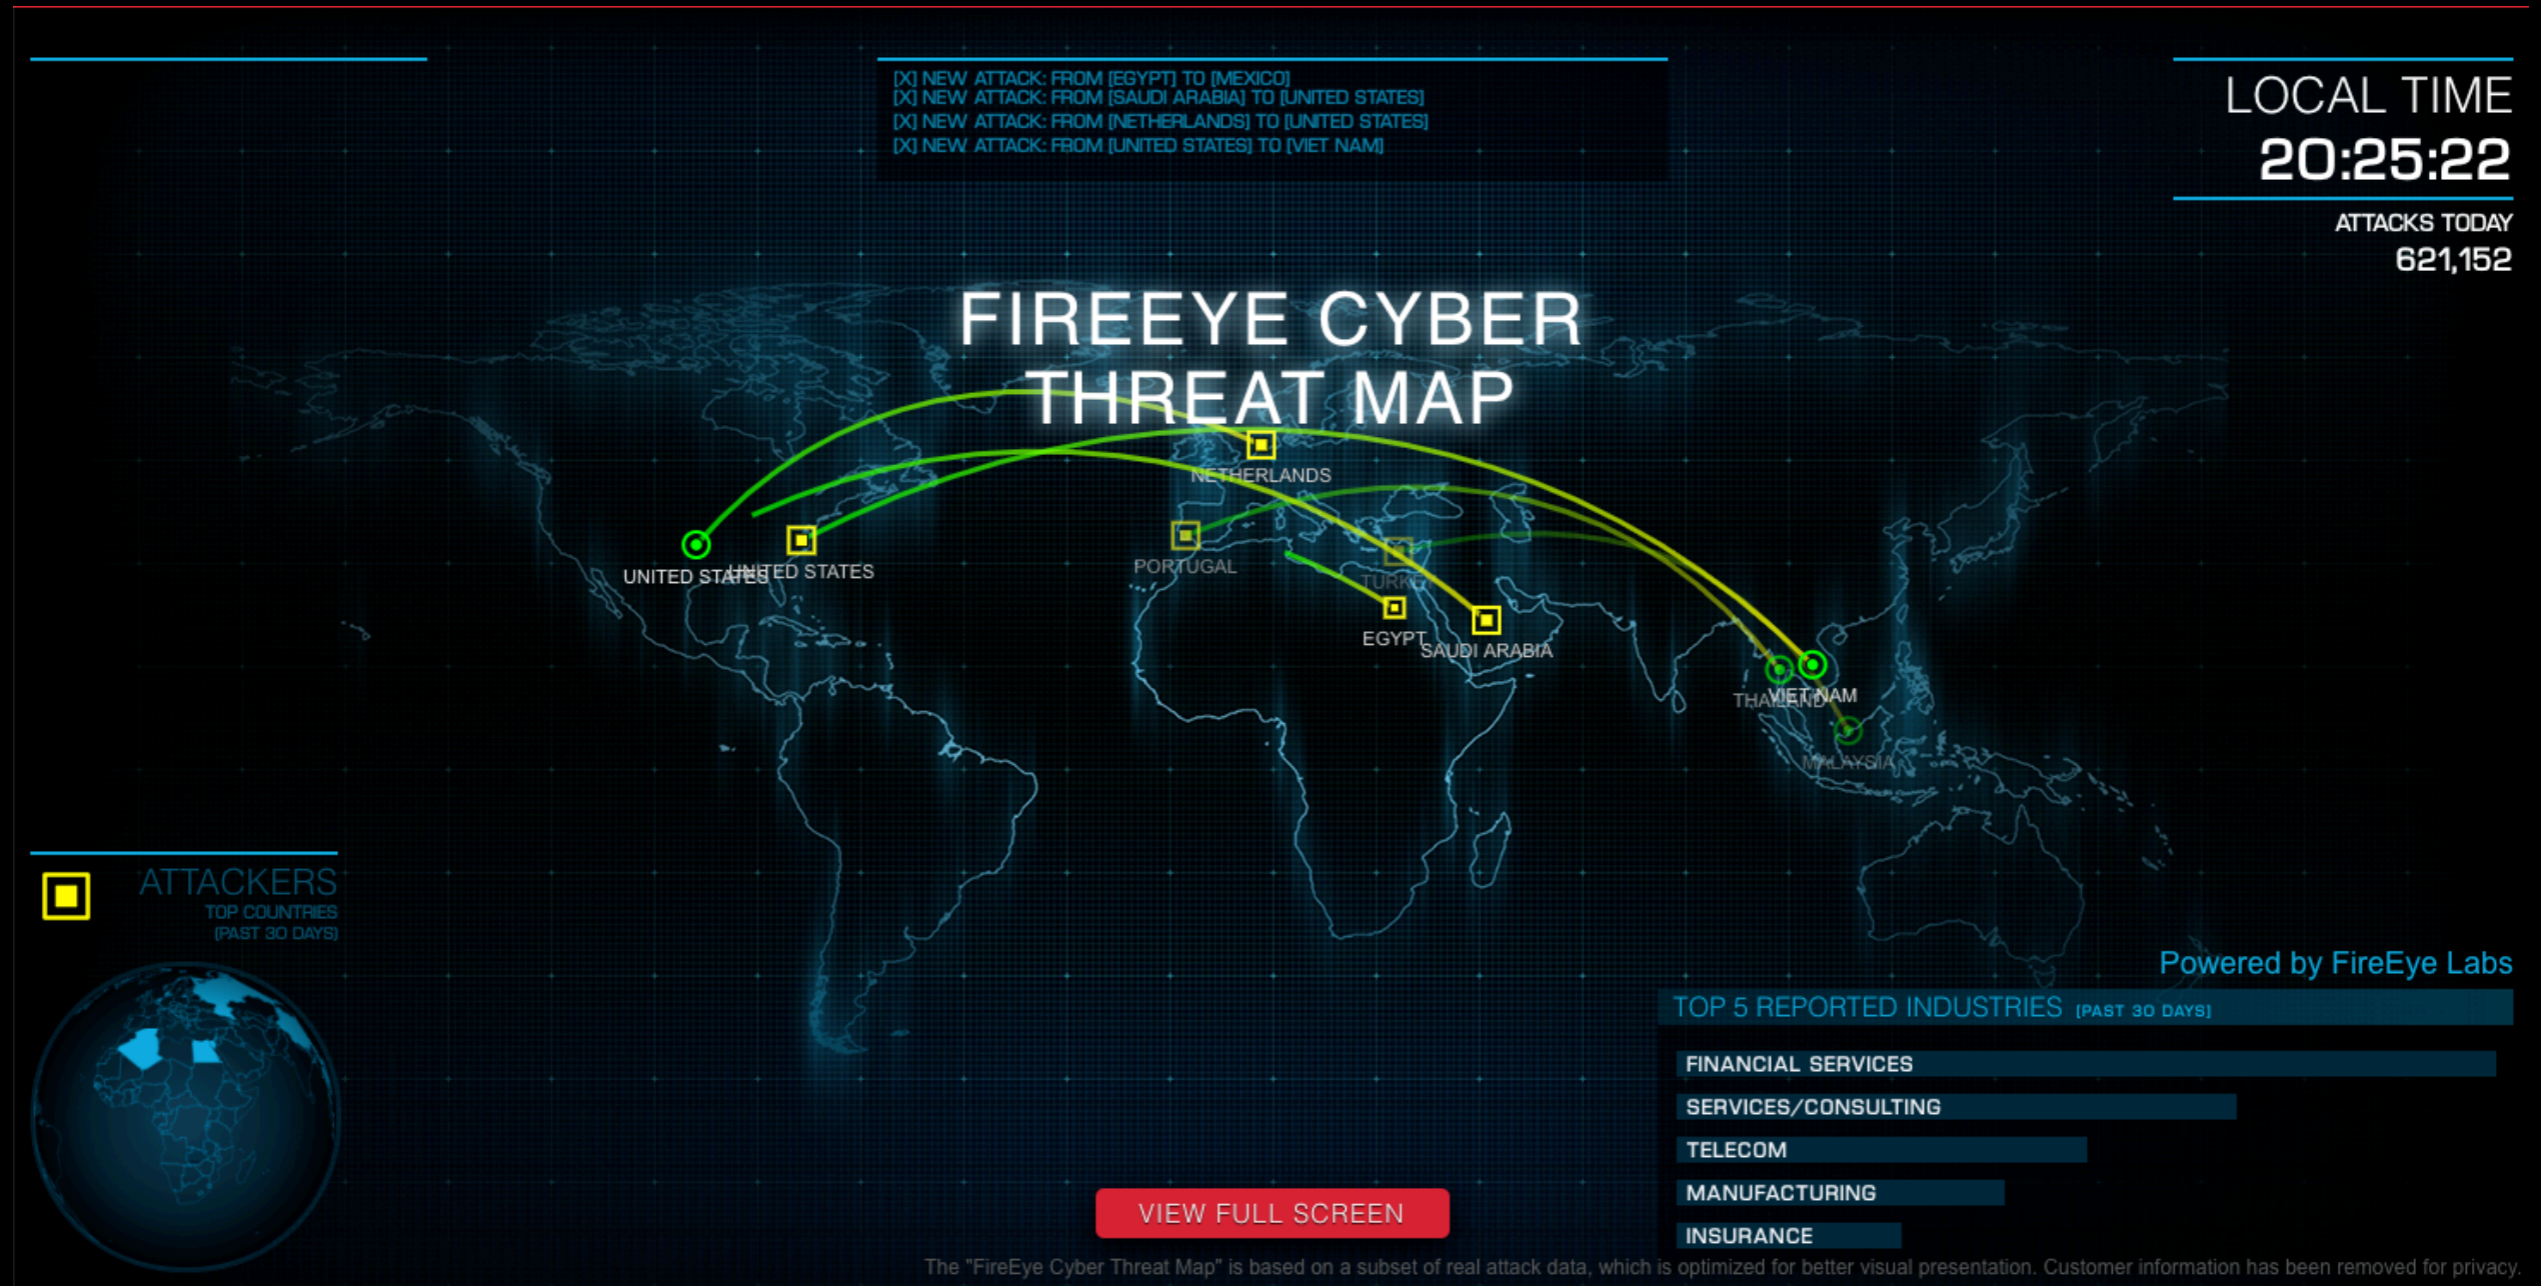 [X] NEW ATTACK: FROM [EGYPT] TO [MEXICO]
[X] NEW ATTACK: FROM [SAUDI ARABIA] TO [UNITED STATES]
[X] NEW ATTACK: FROM [NETHERLANDS] TO [UNITED STATES]
[X] NEW ATTACK: FROM [UNITED STATES] TO [VIET NAM]
LOCAL TIME
20:25:22
ATTACKS TODAY
621,152
FIREEYE CYBER
THREAT MAP
NETHERLANDS
UNITED STATES
UNITED STATES
PORTUGAL
TURKEY
EGYPT
SAUDI ARABIA
THAILAND
VIET NAM
MALAYSIA
ATTACKERS
TOP COUNTRIES
(PAST 30 DAYS)
Powered by FireEye Labs
TOP 5 REPORTED INDUSTRIES [PAST 30 DAYS]
FINANCIAL SERVICES
SERVICES/CONSULTING
TELECOM
MANUFACTURING
INSURANCE
VIEW FULL SCREEN
The "FireEye Cyber Threat Map" is based on a subset of real attack data, which is optimized for better visual presentation. Customer information has been removed for privacy.